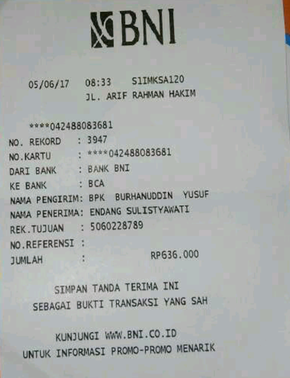 BNI
05/06/17 08:33 S1IMKSA120
JL. ARIF RAHMAN HAKIM
****042488083681
NO. REKORD : 3947
NO.KARTU : ****042488083681
DARI BANK : BANK BNI
KE BANK : BCA
NAMA PENGIRIM: BPK BURHANUDDIN YUSUF
NAMA PENERIMA: ENDANG SULISTYAWATI
REK.TUJUAN : 5060228789
NO.REFERENSI :
JUMLAH : RP636.000
SIMPAN TANDA TERIMA INI
SEBAGAI BUKTI TRANSAKSI YANG SAH
KUNJUNGI WWW.BNI.CO.ID
UNTUK INFORMASI PROMO-PROMO MENARIK